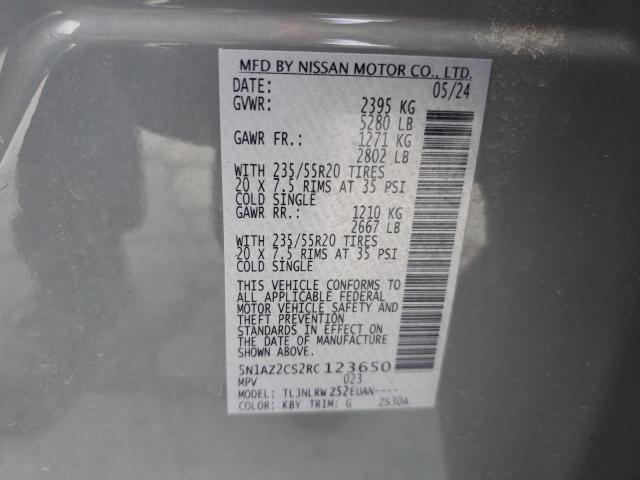 MFD BY NISSAN MOTOR CO., LTD.
DATE: 05/24
GVWR: 2395 KG
5280 LB
GAWR FR.: 1271 KG
2802 LB
WITH 235/55R20 TIRES
20 X 7.5 RIMS AT 35 PSI
COLD SINGLE
GAWR RR.: 1210 KG
2667 LB
WITH 235/55R20 TIRES
20 X 7.5 RIMS AT 35 PSI
COLD SINGLE
THIS VEHICLE CONFORMS TO
ALL APPLICABLE FEDERAL
MOTOR VEHICLE SAFETY AND
THEFT PREVENTION
STANDARDS IN EFFECT ON
THE DATE OF MANUFACTURE
SHOWN ABOVE.
5N1AZ2CS2RC123650
MPV 023
MODEL: TLJNLRWZ52EUAN----
COLOR: KBY TRIM: G ZS30A